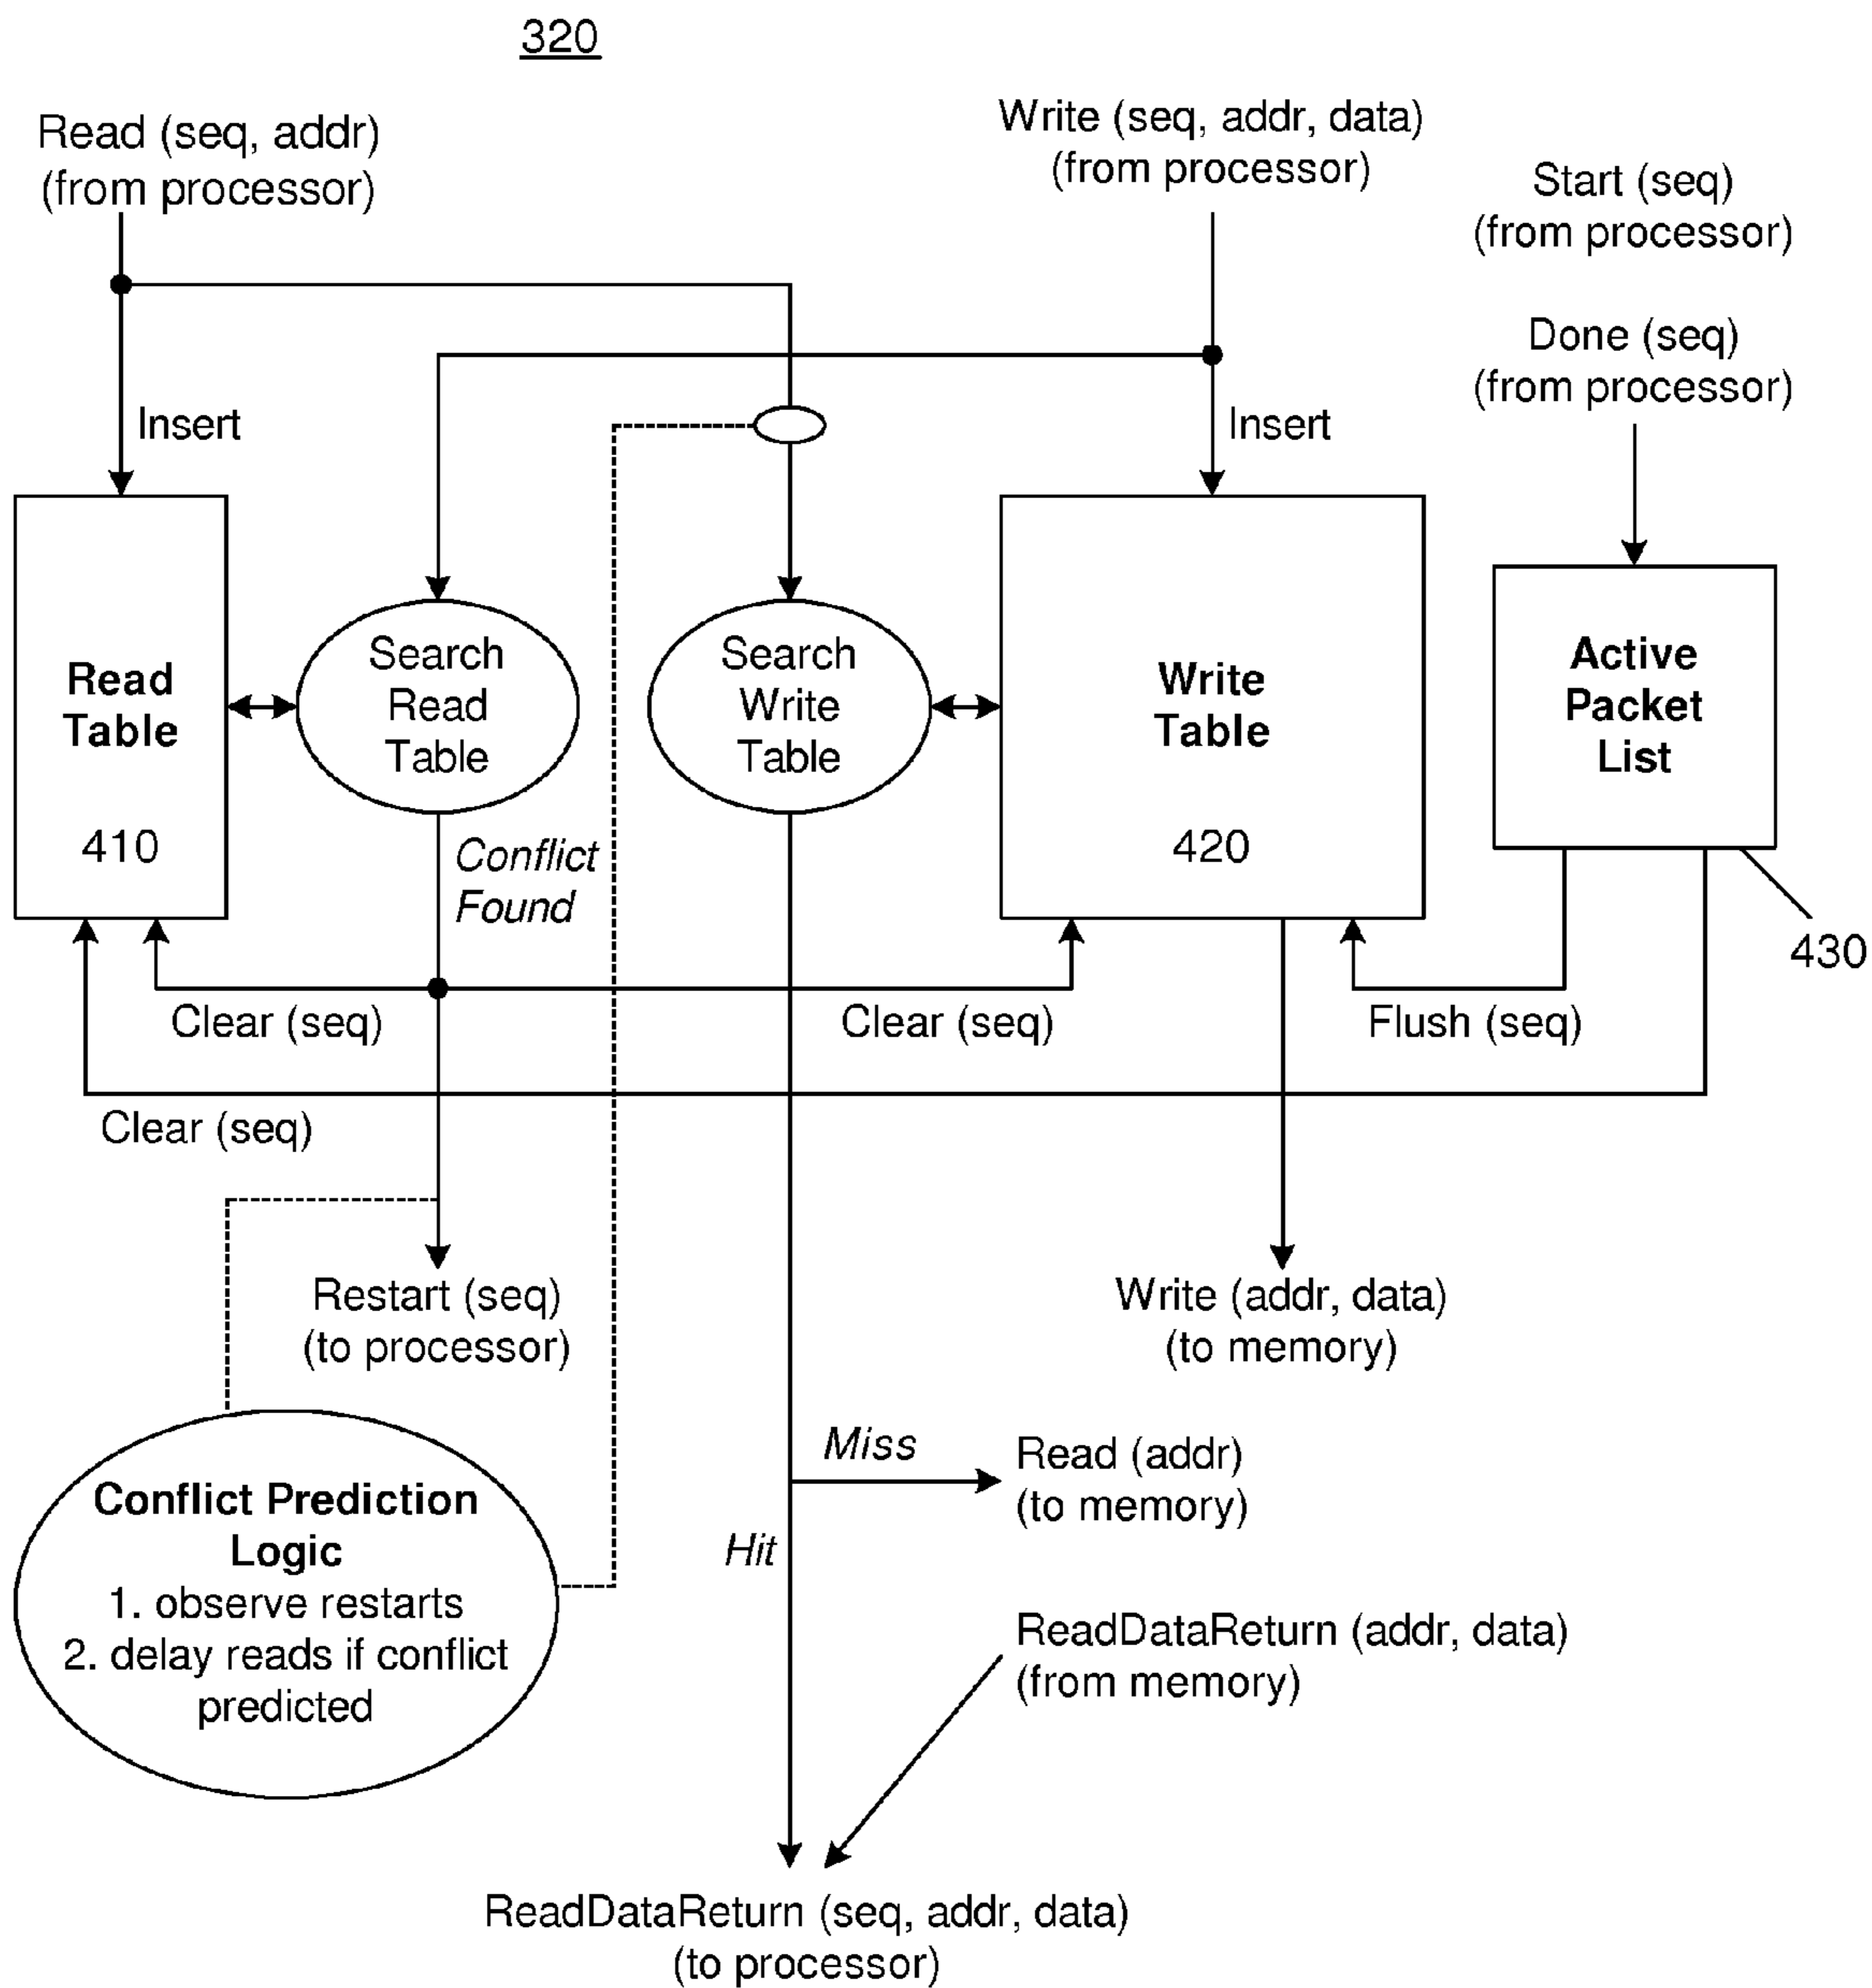 320
Read (seq, addr)
(from processor)
Write (seq, addr, data)
(from processor)
Start (seq)
(from processor)
Done (seq)
(from processor)
Insert
Insert
Read
Table
410
Search
Read
Table
Search
Write
Table
Write
Table
420
Active
Packet
List
430
Conflict
Found
Clear (seq)
Clear (seq)
Flush (seq)
Clear (seq)
Restart (seq)
(to processor)
Write (addr, data)
(to memory)
Miss
Read (addr)
(to memory)
Hit
Conflict Prediction
Logic
1. observe restarts
2. delay reads if conflict
predicted
ReadDataReturn (addr, data)
(from memory)
ReadDataReturn (seq, addr, data)
(to processor)